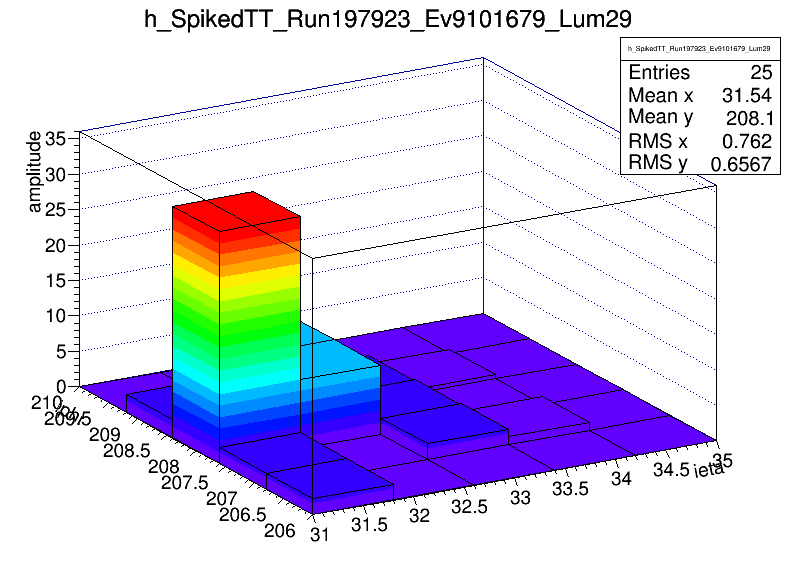 h_SpikedTT_Run197923_Ev9101679_Lum29
h_SpikedTT_Run197923_Ev9101679_Lum29
Entries 25
Mean x 31.54
Mean y 208.1
RMS x 0.762
RMS y 0.6567
amplitude
35
30
25
20
15
10
5
0
210
209.5
209
208.5
208
207.5
207
206.5
206
31
31.5
32
32.5
33
33.5
34
34.5
35
ieta